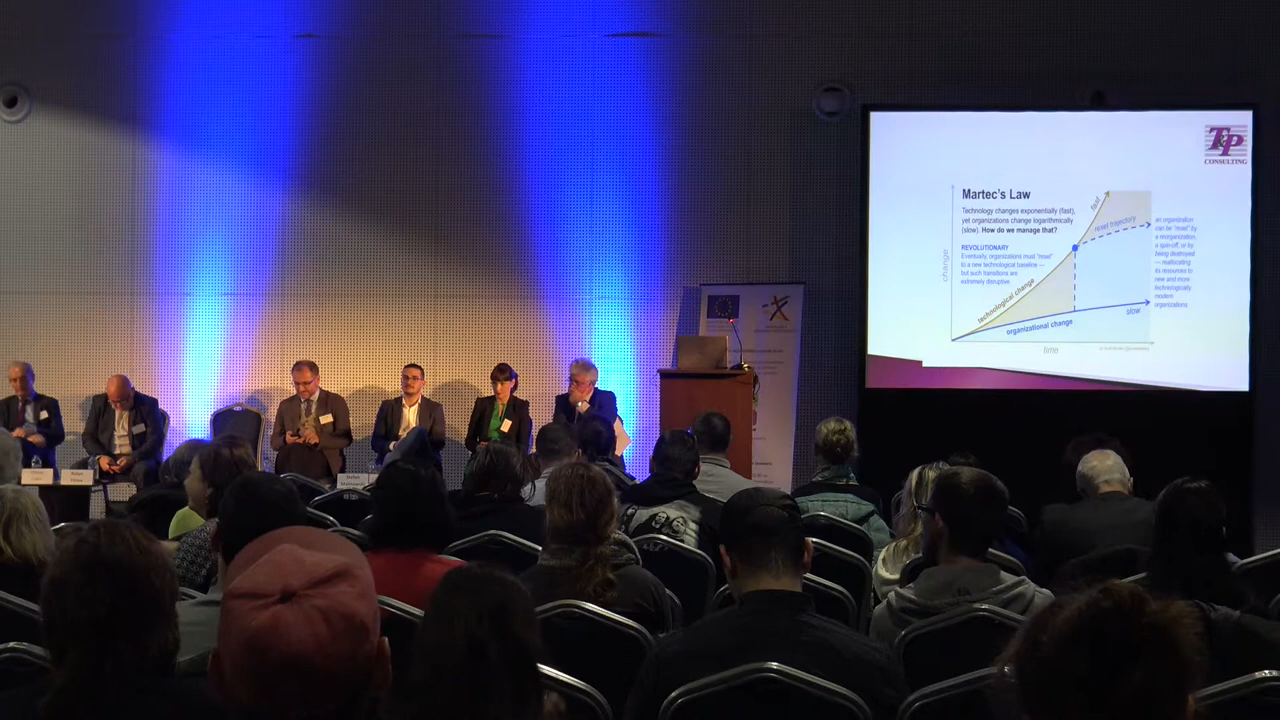 T&P
CONSULTING
Martec's Law
Technology changes exponentially (fast),
yet organizations change logarithmically
(slow). How do we manage that?
REVOLUTIONARY
Eventually, organizations must "reset"
to a new technological baseline —
but such transitions are
extremely disruptive.
change
technological change
organizational change
time
fast
reset trajectory
slow
an organization
can be "reset" by
a reorganization,
a spin-off, or by
being destroyed
— reallocating
its resources to
new and more
technologically
modern
organizations
Stefan